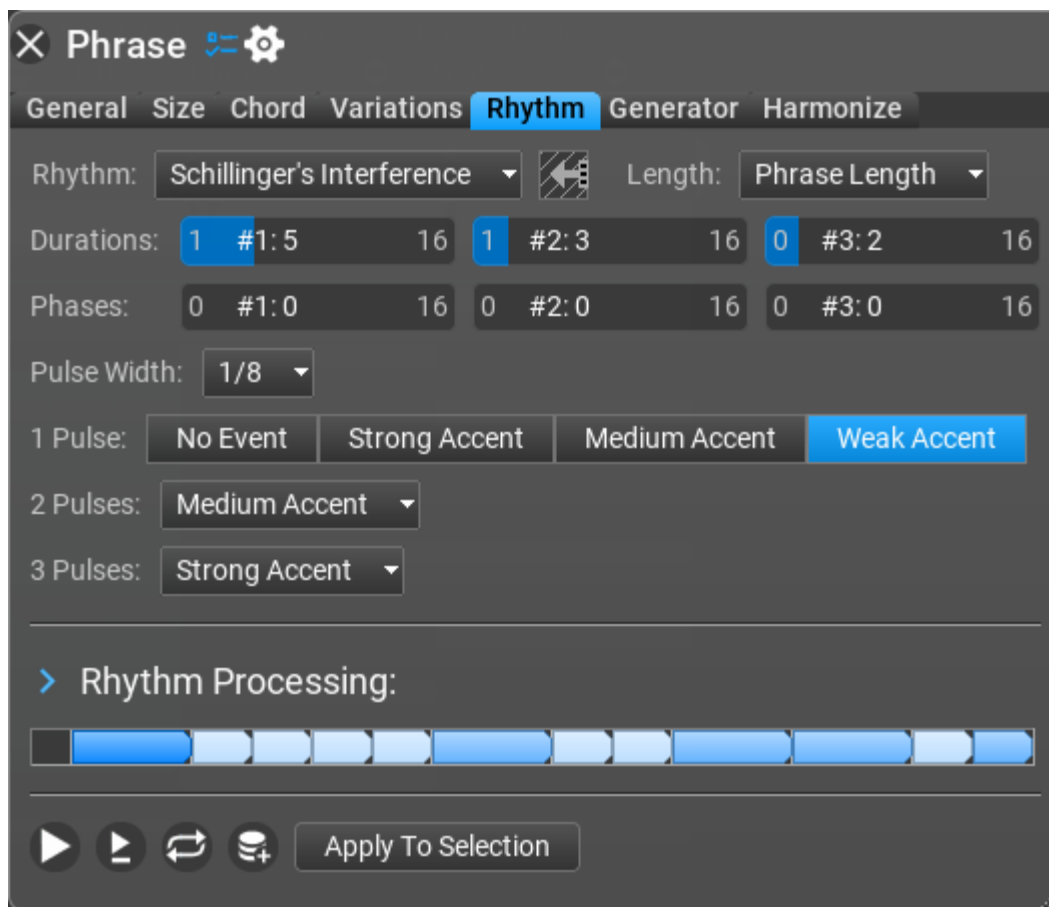 Phrase
General Size Chord Variations Rhythm Generator Harmonize
Rhythm: Schillinger's Interference Length: Phrase Length
Durations: 1 #1: 5 16 1 #2: 3 16 0 #3: 2 16
Phases: 0 #1: 0 16 0 #2: 0 16 0 #3: 0 16
Pulse Width: 1/8
1 Pulse: No Event Strong Accent Medium Accent Weak Accent
2 Pulses: Medium Accent
3 Pulses: Strong Accent
Rhythm Processing:
Apply To Selection